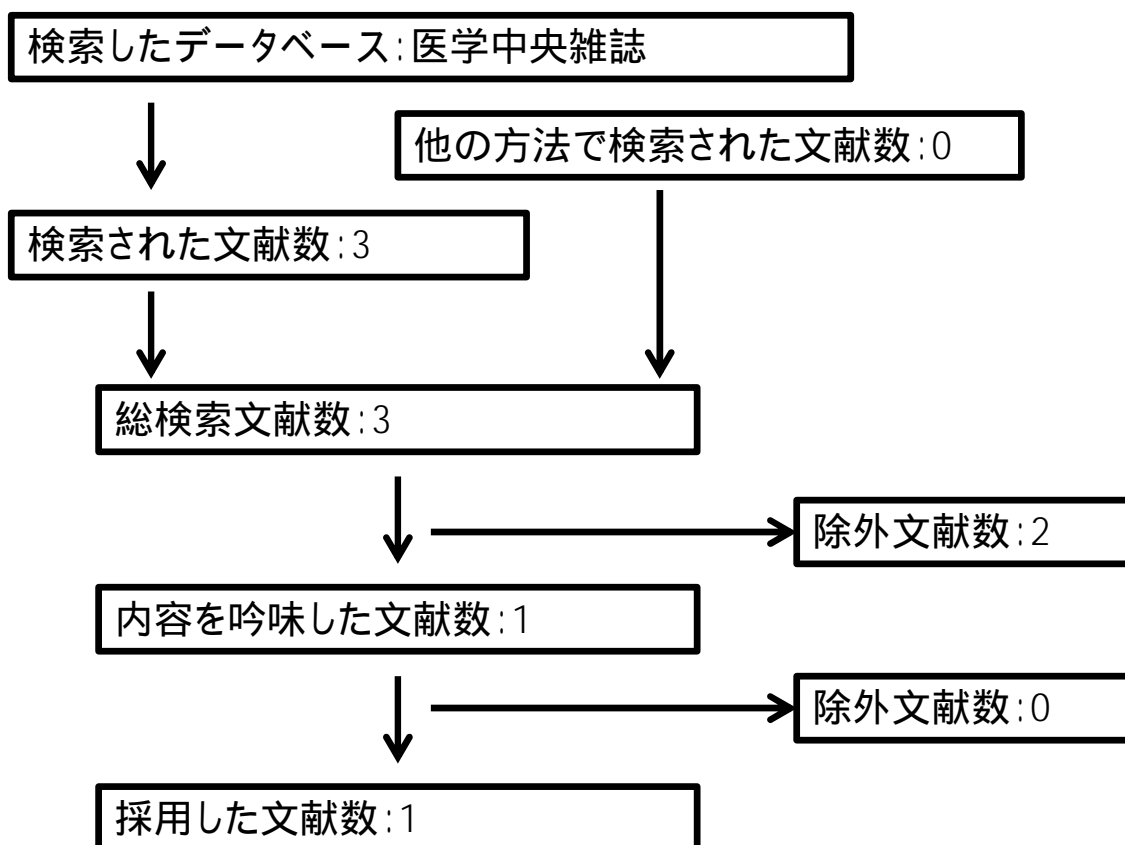 検索したデータベース:医学中央雑誌
他の方法で検索された文献数:0
検索された文献数:3
総検索文献数:3
除外文献数:2
内容を吟味した文献数:1
除外文献数:0
採用した文献数:1